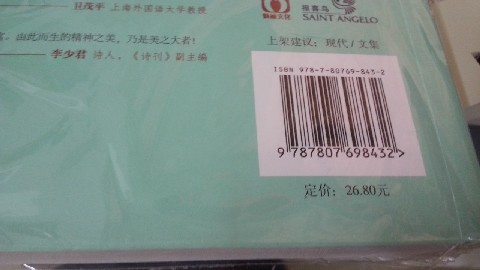 上海外国语大学教授
富。由此而生的精神之美，乃是天之大者！
——李少君 诗人、《诗刊》副主编
SAINT ANGELO
上架建议：现代/文集
ISBN 978-7-80769-843-2
9 787807 698432 >
定价：26.80元